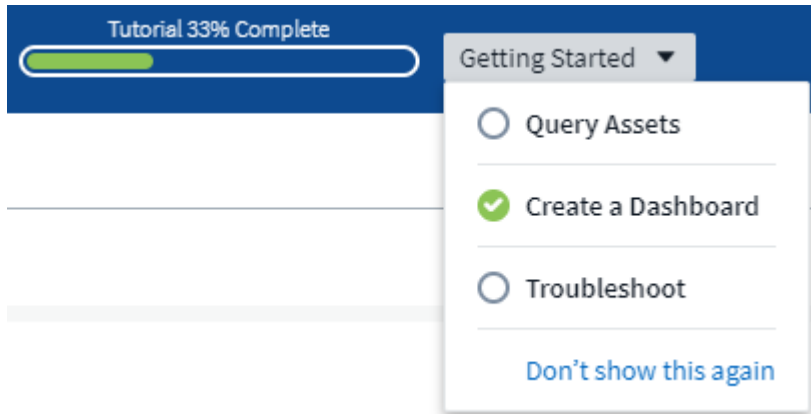 Tutorial 33% Complete
Getting Started
Query Assets
Create a Dashboard
Troubleshoot
Don’t show this again